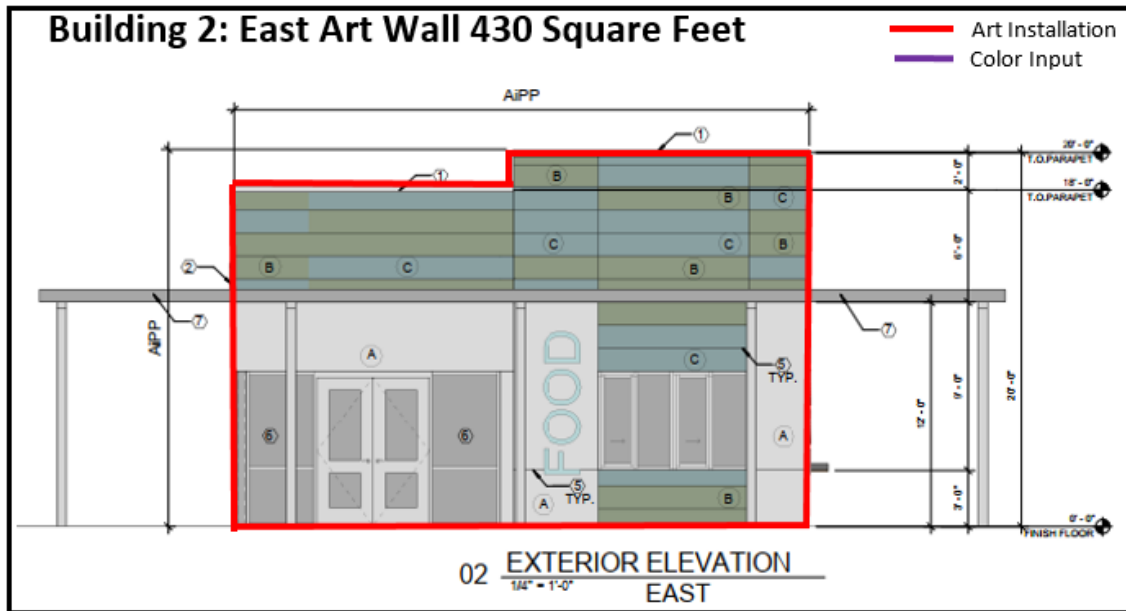 Building 2: East Art Wall 430 Square Feet
Art Installation
Color Input
AiPP
1
20' - 0"
T.O.PARAPET
2' - 0"
1
B
18' - 0"
T.O.PARAPET
B
C
C
C
B
6' - 0"
2
B
C
B
7
7
AiPP
A
FOOD
C
5
TYP.
9' - 0"
12' - 0"
20' - 0"
6
6
A
5
TYP.
A
B
3' - 0"
0' - 0"
FINISH FLOOR
02 EXTERIOR ELEVATION
1/4" = 1'-0" EAST